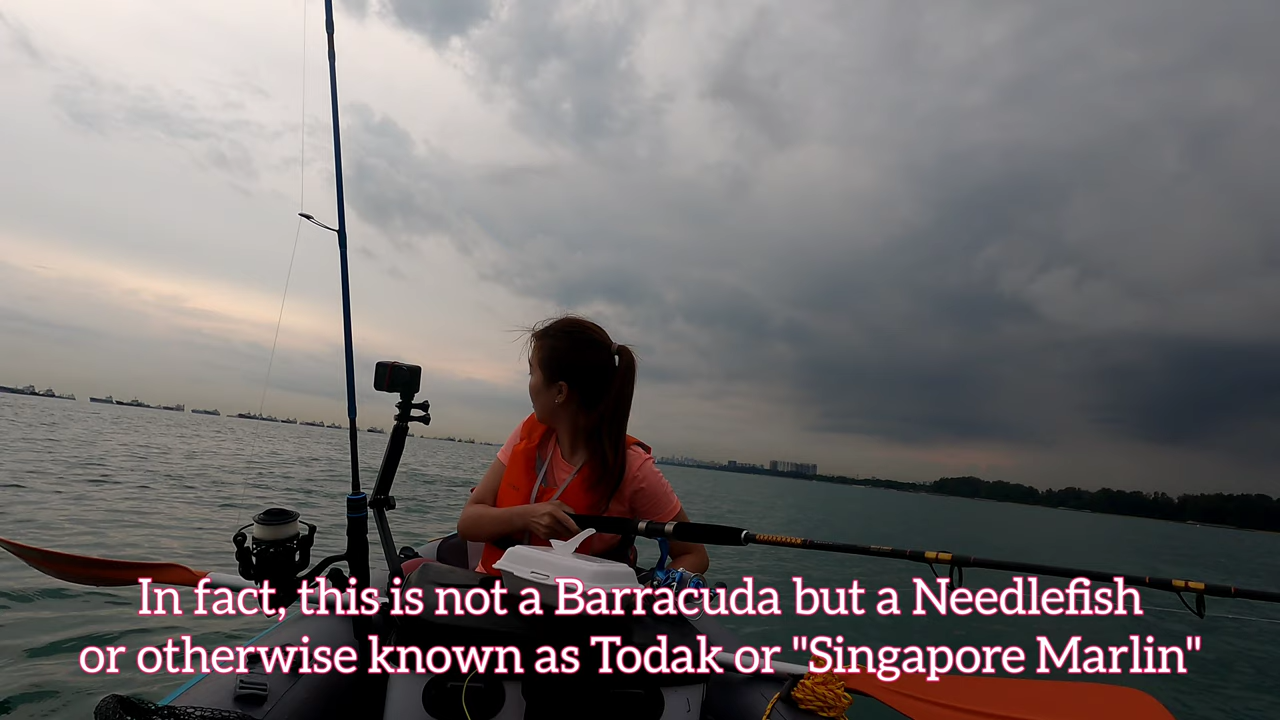 In fact, this is not a Barracuda but a Needlefish
or otherwise known as Todak or "Singapore Marlin"